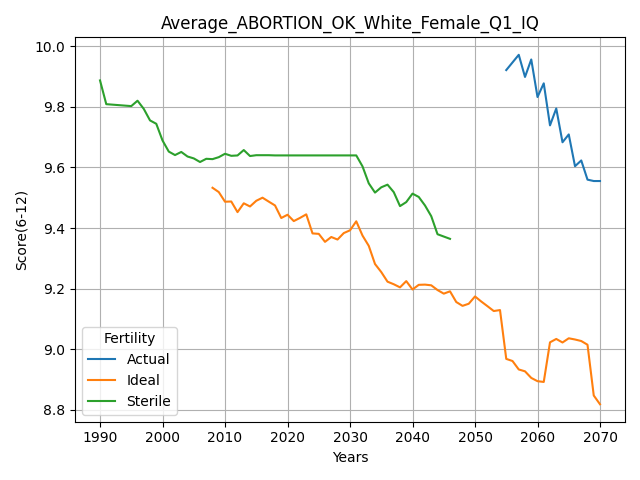 Average_ABORTION_OK_White_Female_Q1_IQ
Score(6-12)
10.0
9.8
9.6
9.4
9.2
9.0
8.8
Fertility
Actual
Ideal
Sterile
1990 2000 2010 2020 2030 2040 2050 2060 2070
Years